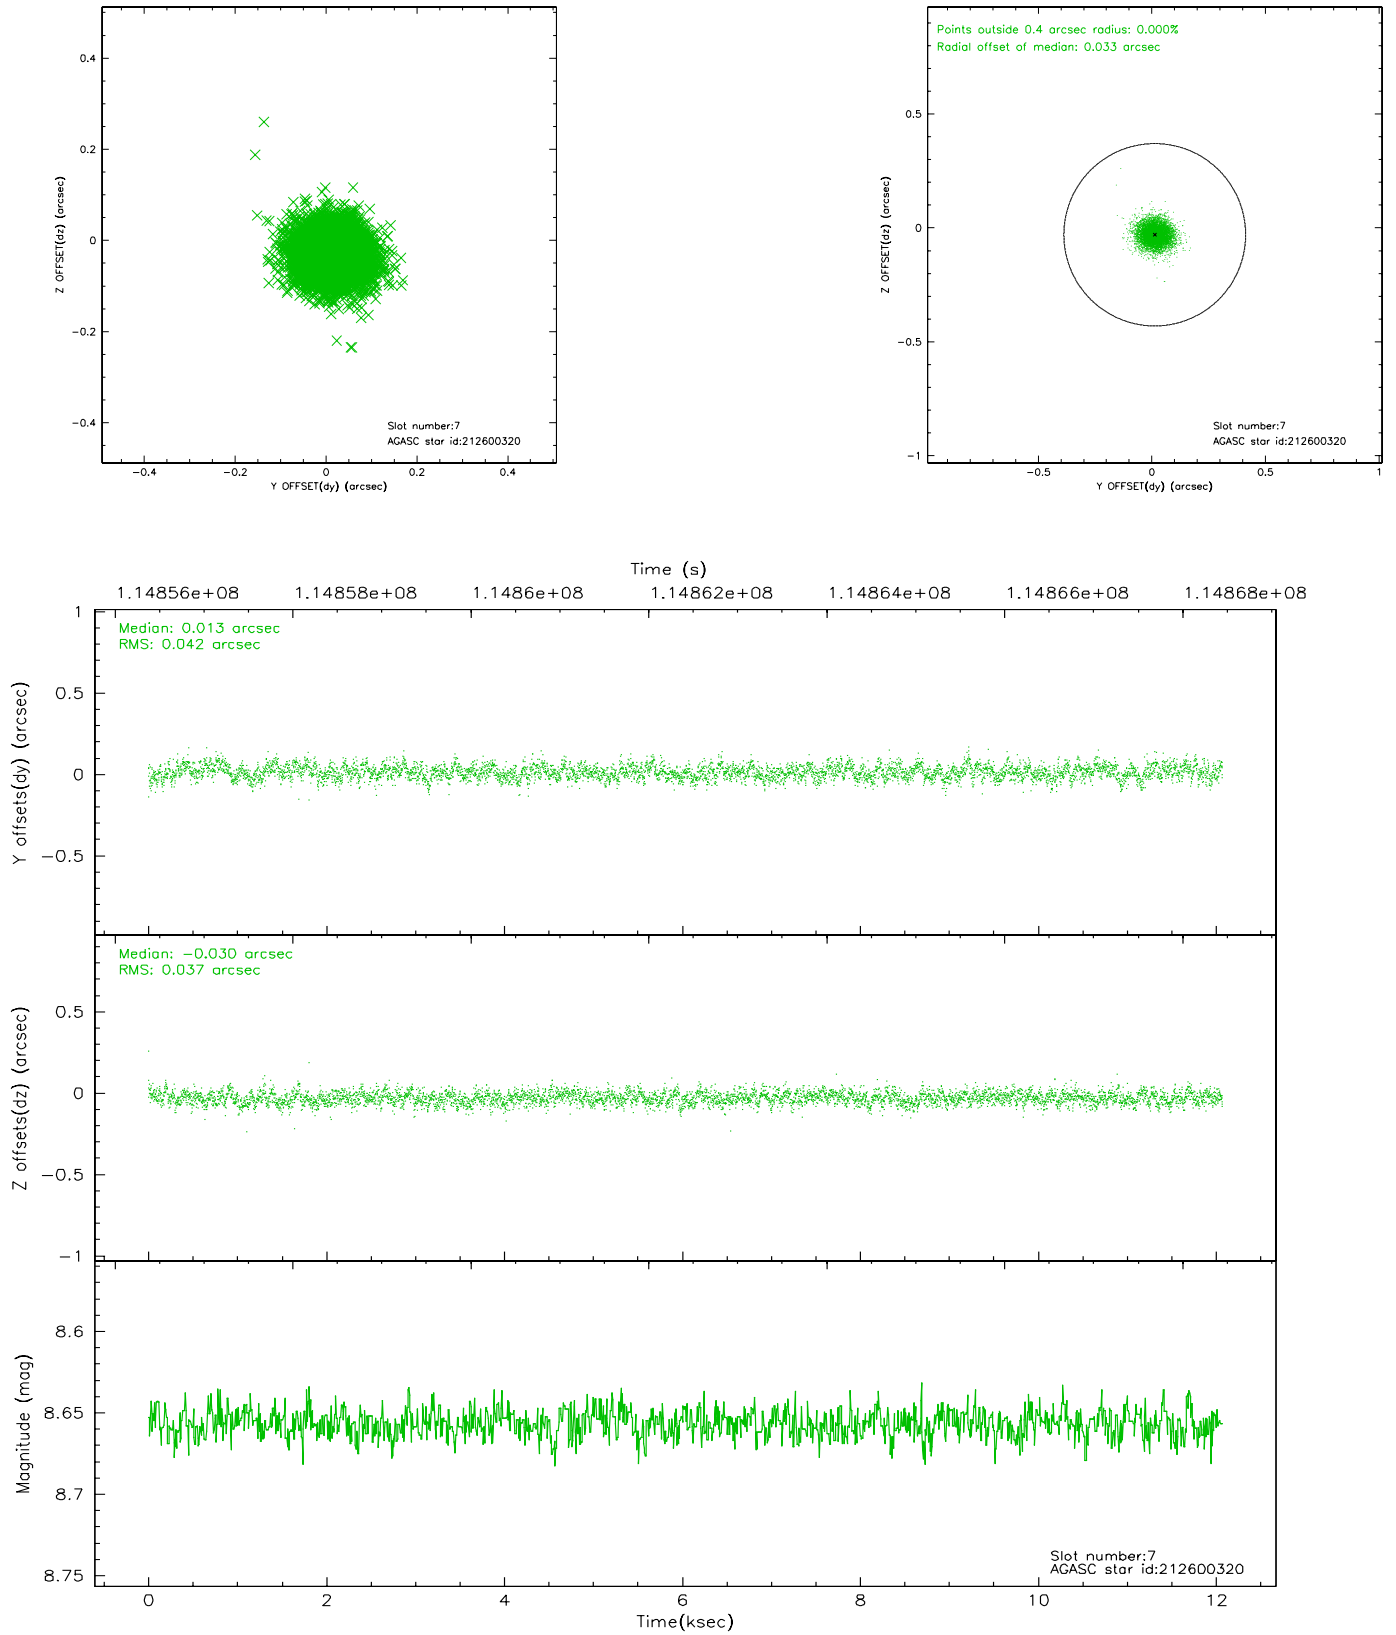 0.4
0.2
0
−0.2
−0.4
Z OFFSET(dz) (arcsec)
Slot number:7
AGASC star id:212600320
−0.4 −0.2 0 0.2 0.4
Y OFFSET(dy) (arcsec)
Points outside 0.4 arcsec radius: 0.000%
Radial offset of median: 0.033 arcsec
0.5
0
−0.5
−1
Z OFFSET(dz) (arcsec)
Slot number:7
AGASC star id:212600320
−0.5 0 0.5 1
Y OFFSET(dy) (arcsec)
Time (s)
1.14856e+08 1.14858e+08 1.1486e+08 1.14862e+08 1.14864e+08 1.14866e+08 1.14868e+08
1
0.5
0
−0.5
Y offsets(dy) (arcsec)
Median: 0.013 arcsec
RMS: 0.042 arcsec
0.5
0
−0.5
−1
Z offsets(dz) (arcsec)
Median: −0.030 arcsec
RMS: 0.037 arcsec
8.6
8.65
8.7
8.75
Magnitude (mag)
Slot number:7
AGASC star id:212600320
0 2 4 6 8 10 12
Time(ksec)